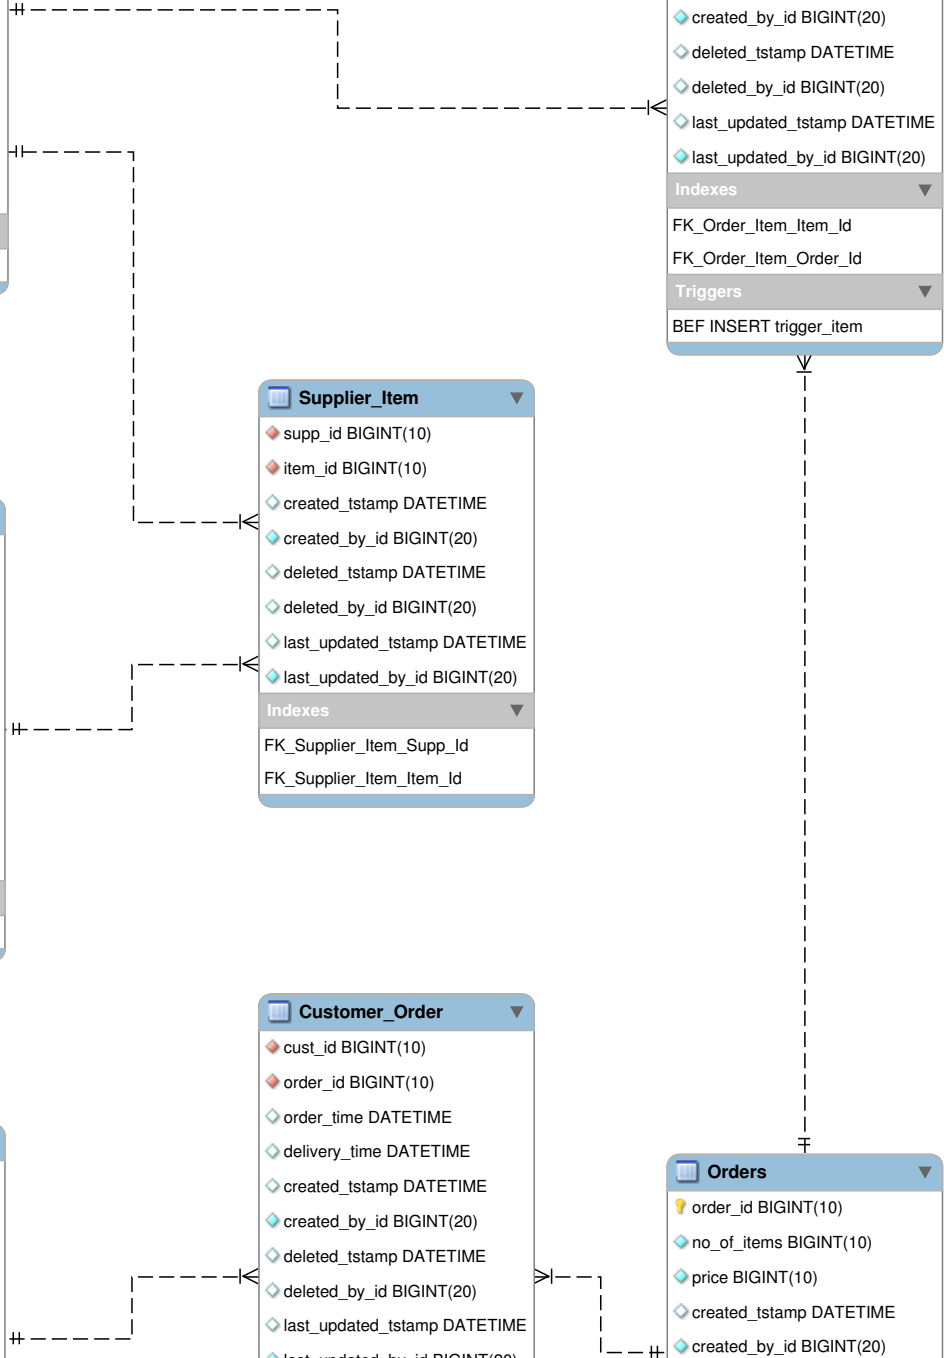 created_by_id BIGINT(20)
deleted_tstamp DATETIME
deleted_by_id BIGINT(20)
last_updated_tstamp DATETIME
last_updated_by_id BIGINT(20)
Indexes
FK_Order_Item_Item_Id
FK_Order_Item_Order_Id
Triggers
BEF INSERT trigger_item
Supplier_Item
supp_id BIGINT(10)
item_id BIGINT(10)
created_tstamp DATETIME
created_by_id BIGINT(20)
deleted_tstamp DATETIME
deleted_by_id BIGINT(20)
last_updated_tstamp DATETIME
last_updated_by_id BIGINT(20)
Indexes
FK_Supplier_Item_Supp_Id
FK_Supplier_Item_Item_Id
Customer_Order
cust_id BIGINT(10)
order_id BIGINT(10)
order_time DATETIME
delivery_time DATETIME
created_tstamp DATETIME
created_by_id BIGINT(20)
deleted_tstamp DATETIME
deleted_by_id BIGINT(20)
last_updated_tstamp DATETIME
last_updated_by_id BIGINT(20)
Orders
order_id BIGINT(10)
no_of_items BIGINT(10)
price BIGINT(10)
created_tstamp DATETIME
created_by_id BIGINT(20)